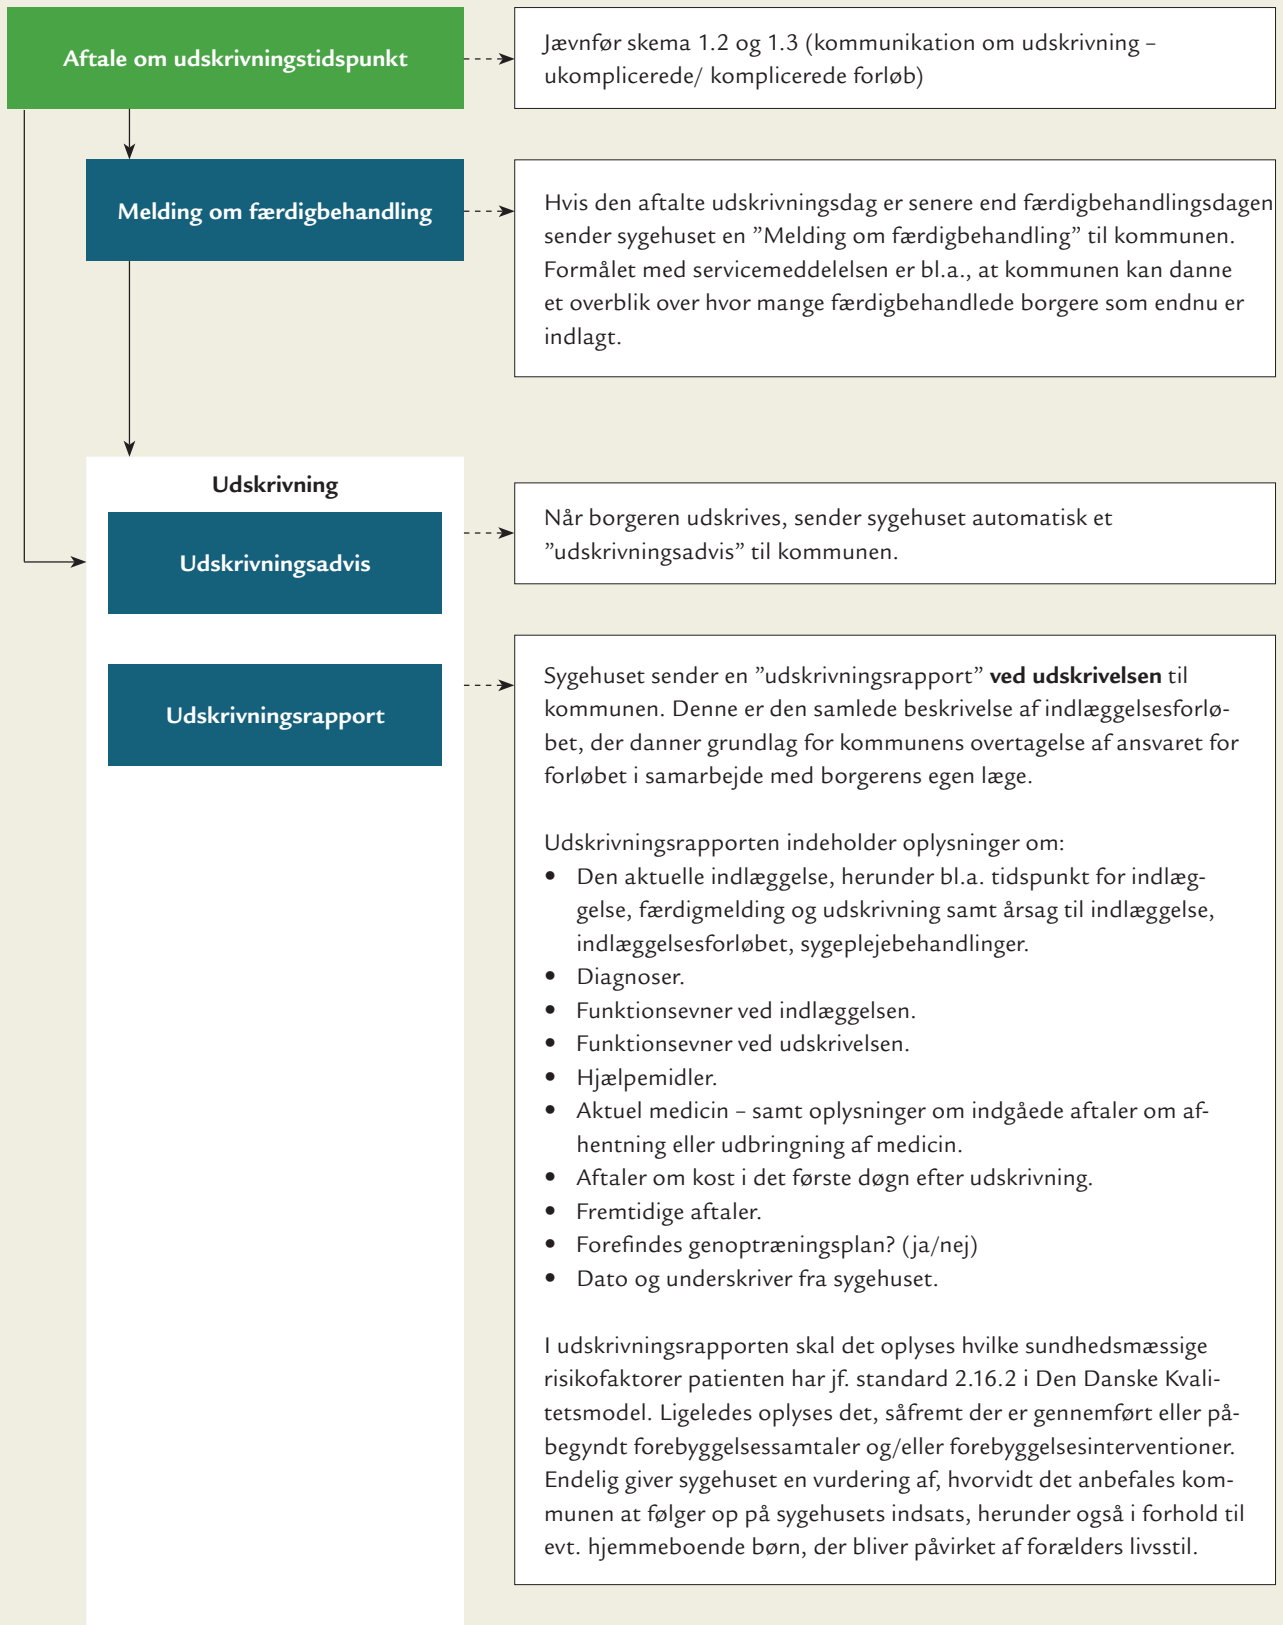 Aftale om udskrivningstidspunkt
Jævnfør skema 1.2 og 1.3 (kommunikation om udskrivning –
ukomplicerede/ komplicerede forløb)
Melding om færdigbehandling
Hvis den aftalte udskrivningsdag er senere end færdigbehandlingsdagen
sender sygehuset en ”Melding om færdigbehandling” til kommunen.
Formålet med servicemeddelelsen er bl.a., at kommunen kan danne
et overblik over hvor mange færdigbehandlede borgere som endnu er
indlagt.
Udskrivning
Udskrivningsadvis
Når borgeren udskrives, sender sygehuset automatisk et
”udskrivningsadvis” til kommunen.
Udskrivningsrapport
Sygehuset sender en ”udskrivningsrapport” ved udskrivelsen til
kommunen. Denne er den samlede beskrivelse af indlæggelsesforlø-
bet, der danner grundlag for kommunens overtagelse af ansvaret for
forløbet i samarbejde med borgerens egen læge.
Udskrivningsrapporten indeholder oplysninger om:
• Den aktuelle indlæggelse, herunder bl.a. tidspunkt for indlæg-
gelse, færdigmelding og udskrivning samt årsag til indlæggelse,
indlæggelsesforløbet, sygeplejebehandlinger.
• Diagnoser.
• Funktionsevner ved indlæggelsen.
• Funktionsevner ved udskrivelsen.
• Hjælpemidler.
• Aktuel medicin – samt oplysninger om indgåede aftaler om af-
hentning eller udbringning af medicin.
• Aftaler om kost i det første døgn efter udskrivning.
• Fremtidige aftaler.
• Forefindes genoptræningsplan? (ja/nej)
• Dato og underskriver fra sygehuset.
I udskrivningsrapporten skal det oplyses hvilke sundhedsmæssige
risikofaktorer patienten har jf. standard 2.16.2 i Den Danske Kvali-
tetsmodel. Ligeledes oplyses det, såfremt der er gennemført eller på-
begyndt forebyggelsessamtaler og/eller forebyggelsesinterventioner.
Endelig giver sygehuset en vurdering af, hvorvidt det anbefales kom-
munen at følger op på sygehusets indsats, herunder også i forhold til
evt. hjemmeboende børn, der bliver påvirket af forælders livsstil.